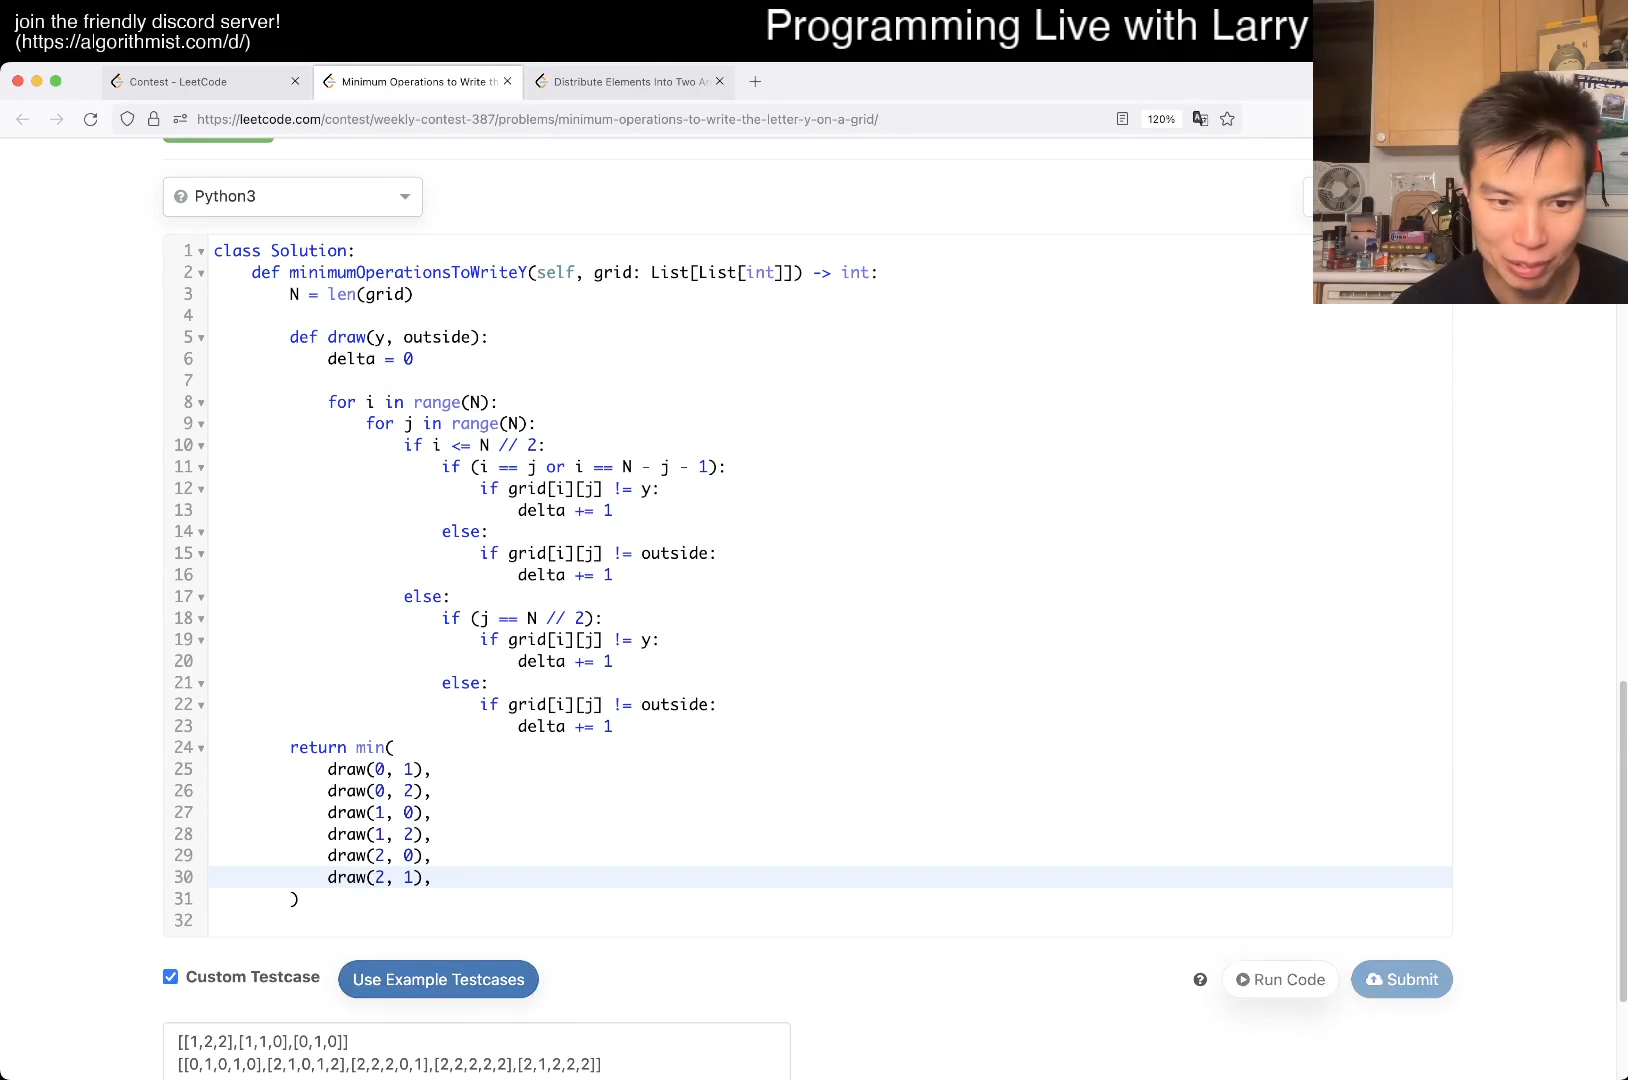 join the friendly discord server!
(https://algorithmist.com/d/)
Programming Live with Larry
Contest - LeetCode
Minimum Operations to Write th
Distribute Elements Into Two Ar
https://leetcode.com/contest/weekly-contest-387/problems/minimum-operations-to-write-the-letter-y-on-a-grid/
120%
Python3
1 class Solution:
2 def minimumOperationsToWriteY(self, grid: List[List[int]]) -> int:
3 N = len(grid)
4
5 def draw(y, outside):
6 delta = 0
7
8 for i in range(N):
9 for j in range(N):
10 if i <= N // 2:
11 if (i == j or i == N - j - 1):
12 if grid[i][j] != y:
13 delta += 1
14 else:
15 if grid[i][j] != outside:
16 delta += 1
17 else:
18 if (j == N // 2):
19 if grid[i][j] != y:
20 delta += 1
21 else:
22 if grid[i][j] != outside:
23 delta += 1
24 return min(
25 draw(0, 1),
26 draw(0, 2),
27 draw(1, 0),
28 draw(1, 2),
29 draw(2, 0),
30 draw(2, 1),
31 )
32
Custom Testcase
Use Example Testcases
Run Code
Submit
[[1,2,2],[1,1,0],[0,1,0]]
[[0,1,0,1,0],[2,1,0,1,2],[2,2,2,0,1],[2,2,2,2,2],[2,1,2,2,2]]